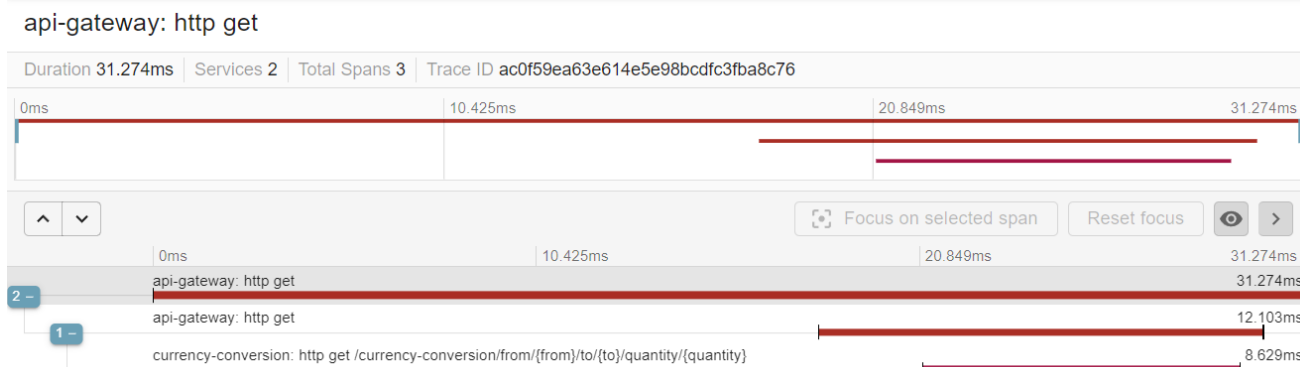 api-gateway: http get
Duration 31.274ms Services 2 Total Spans 3 Trace ID ac0f59ea63e614e5e98bcdfc3fba8c76
0ms 10.425ms 20.849ms 31.274ms
Focus on selected span Reset focus
0ms 10.425ms 20.849ms 31.274ms
api-gateway: http get 31.274ms
2 –
api-gateway: http get 12.103ms
1 –
currency-conversion: http get /currency-conversion/from/{from}/to/{to}/quantity/{quantity} 8.629ms